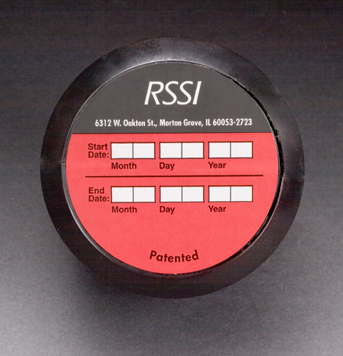 RSSI
6312 W. Oakton St., Morton Grove, IL 60053-2723
Start
Date:
Month Day Year
End
Date:
Month Day Year
Patented